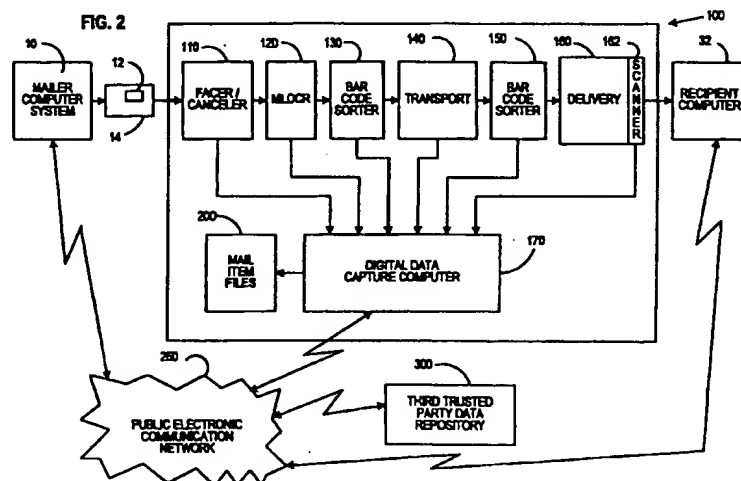 FIG. 2
100
10
12
110
120
130
140
150
160
162
32
MAILER
COMPUTER
SYSTEM
14
FACER /
CANCELER
MLOCR
BAR
CODE
SORTER
TRANSPORT
BAR
CODE
SORTER
DELIVERY
SCANNER
RECIPIENT
COMPUTER
200
MAIL
ITEM
FILES
DIGITAL DATA
CAPTURE COMPUTER
170
250
PUBLIC ELECTRONIC
COMMUNICATION
NETWORK
300
THIRD TRUSTED
PARTY DATA
REPOSITORY